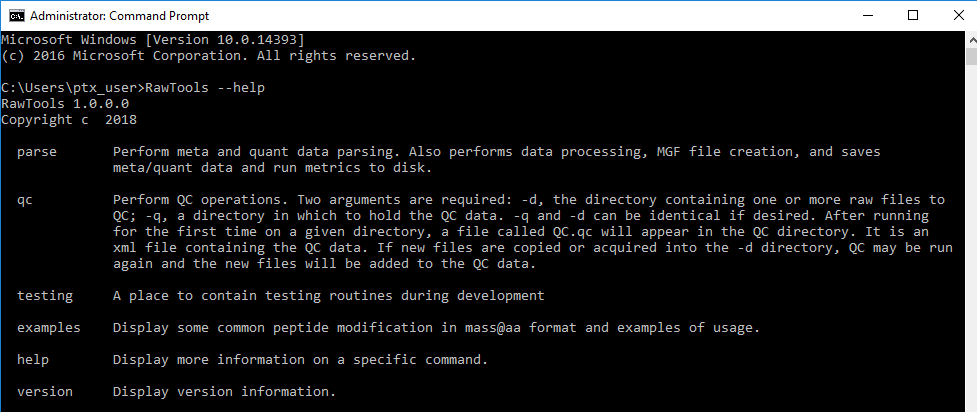 Administrator: Command Prompt
Microsoft Windows [Version 10.0.14393]
(c) 2016 Microsoft Corporation. All rights reserved.
C:\Users\ptx_user>RawTools --help
RawTools 1.0.0.0
Copyright c  2018
parse       Perform meta and quant data parsing. Also performs data processing, MGF file creation, and saves
meta/quant data and run metrics to disk.
qc          Perform QC operations. Two arguments are required: -d, the directory containing one or more raw files to
QC; -q, a directory in which to hold the QC data. -q and -d can be identical if desired. After running
for the first time on a given directory, a file called QC.qc will appear in the QC directory. It is an
xml file containing the QC data. If new files are copied or acquired into the -d directory, QC may be run
again and the new files will be added to the QC data.
testing     A place to contain testing routines during development
examples    Display some common peptide modification in mass@aa format and examples of usage.
help        Display more information on a specific command.
version     Display version information.